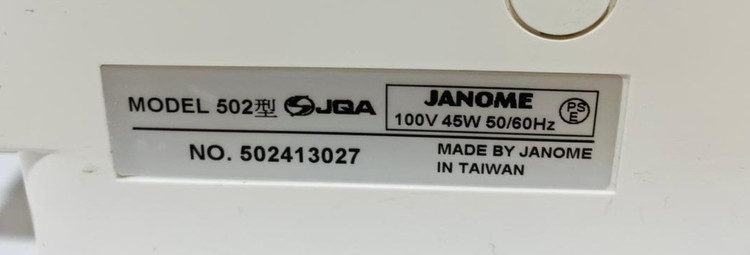 MODEL 502型 JQA JANOME
100V 45W 50/60Hz PS E
NO. 502413027 MADE BY JANOME
IN TAIWAN